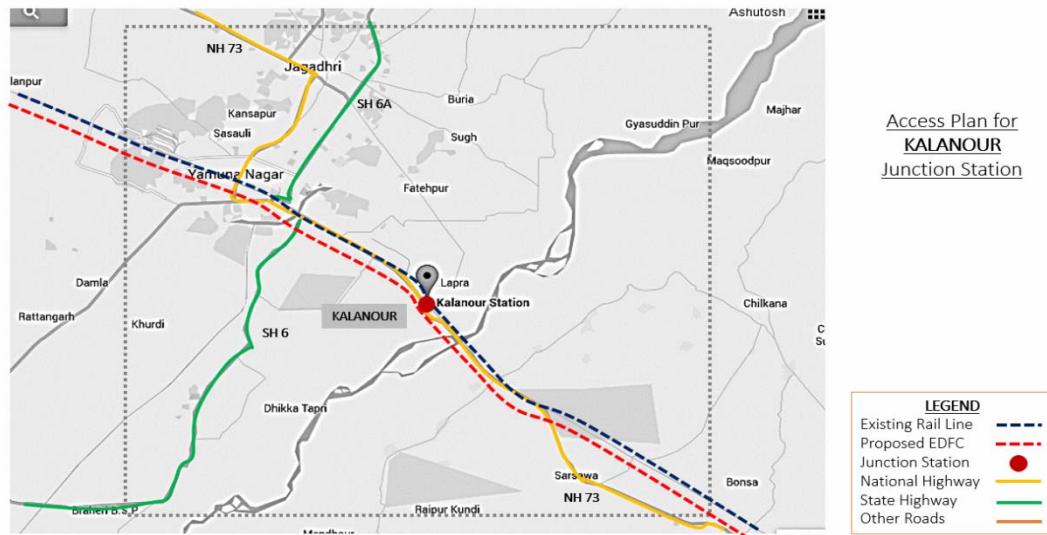 Ashutosh
NH 73
Jagadhri
lanpur
SH 6A
Buria
Majhar
Kansapur
Gyasuddin Pur
Sasauli
Sugh
Maqsoodpur
Yamuna Nagar
Fatehpur
Damla
Lapra
Kalanour Station
Chilkana
Rattangarh
Khurdi
KALANOUR
SH 6
Dhikka Tapri
Sarsawa
Bonsa
NH 73
Raipur Kundi
Access Plan for
KALANOUR
Junction Station
LEGEND
Existing Rail Line
Proposed EDFC
Junction Station
National Highway
State Highway
Other Roads